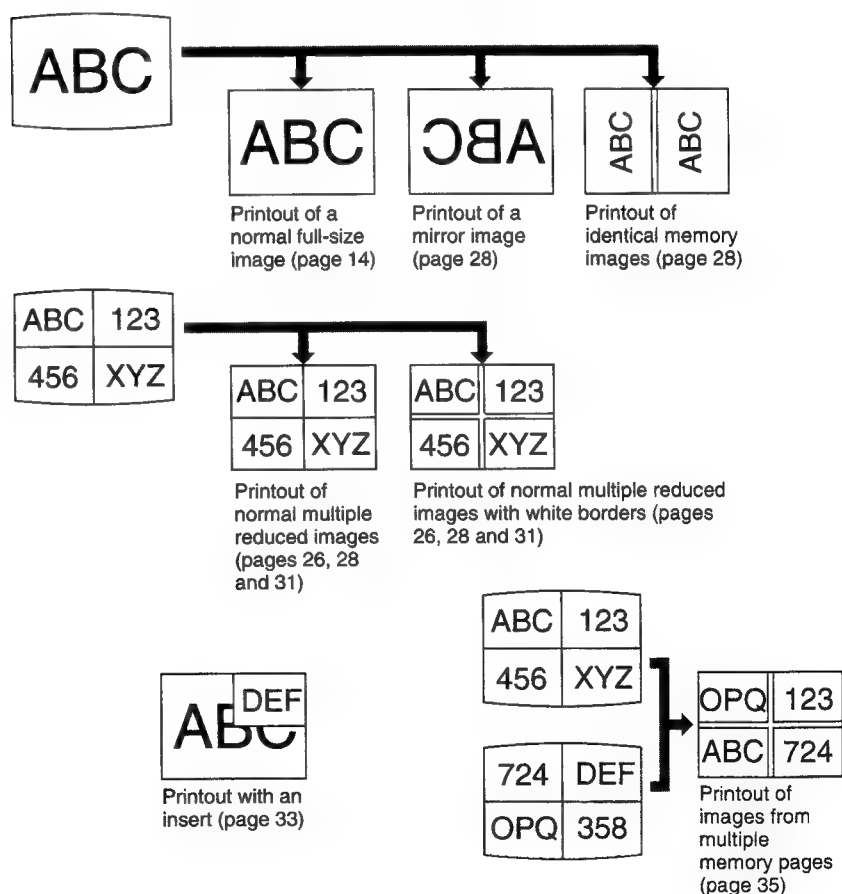 ABC
ABC
ABC
ABC
ABC
Printout of a
normal full-size
image (page 14)
Printout of a
mirror image
(page 28)
Printout of
identical memory
images (page 28)
ABC 123
456 XYZ
ABC 123
456 XYZ
ABC 123
456 XYZ
Printout of
normal multiple
reduced images
(pages 26, 28
and 31)
Printout of normal multiple reduced
images with white borders (pages
26, 28 and 31)
ABC 123
456 XYZ
DEF
ABC
Printout with an
insert (page 33)
724 DEF
OPQ 358
OPQ 123
ABC 724
Printout of
images from
multiple
memory pages
(page 35)